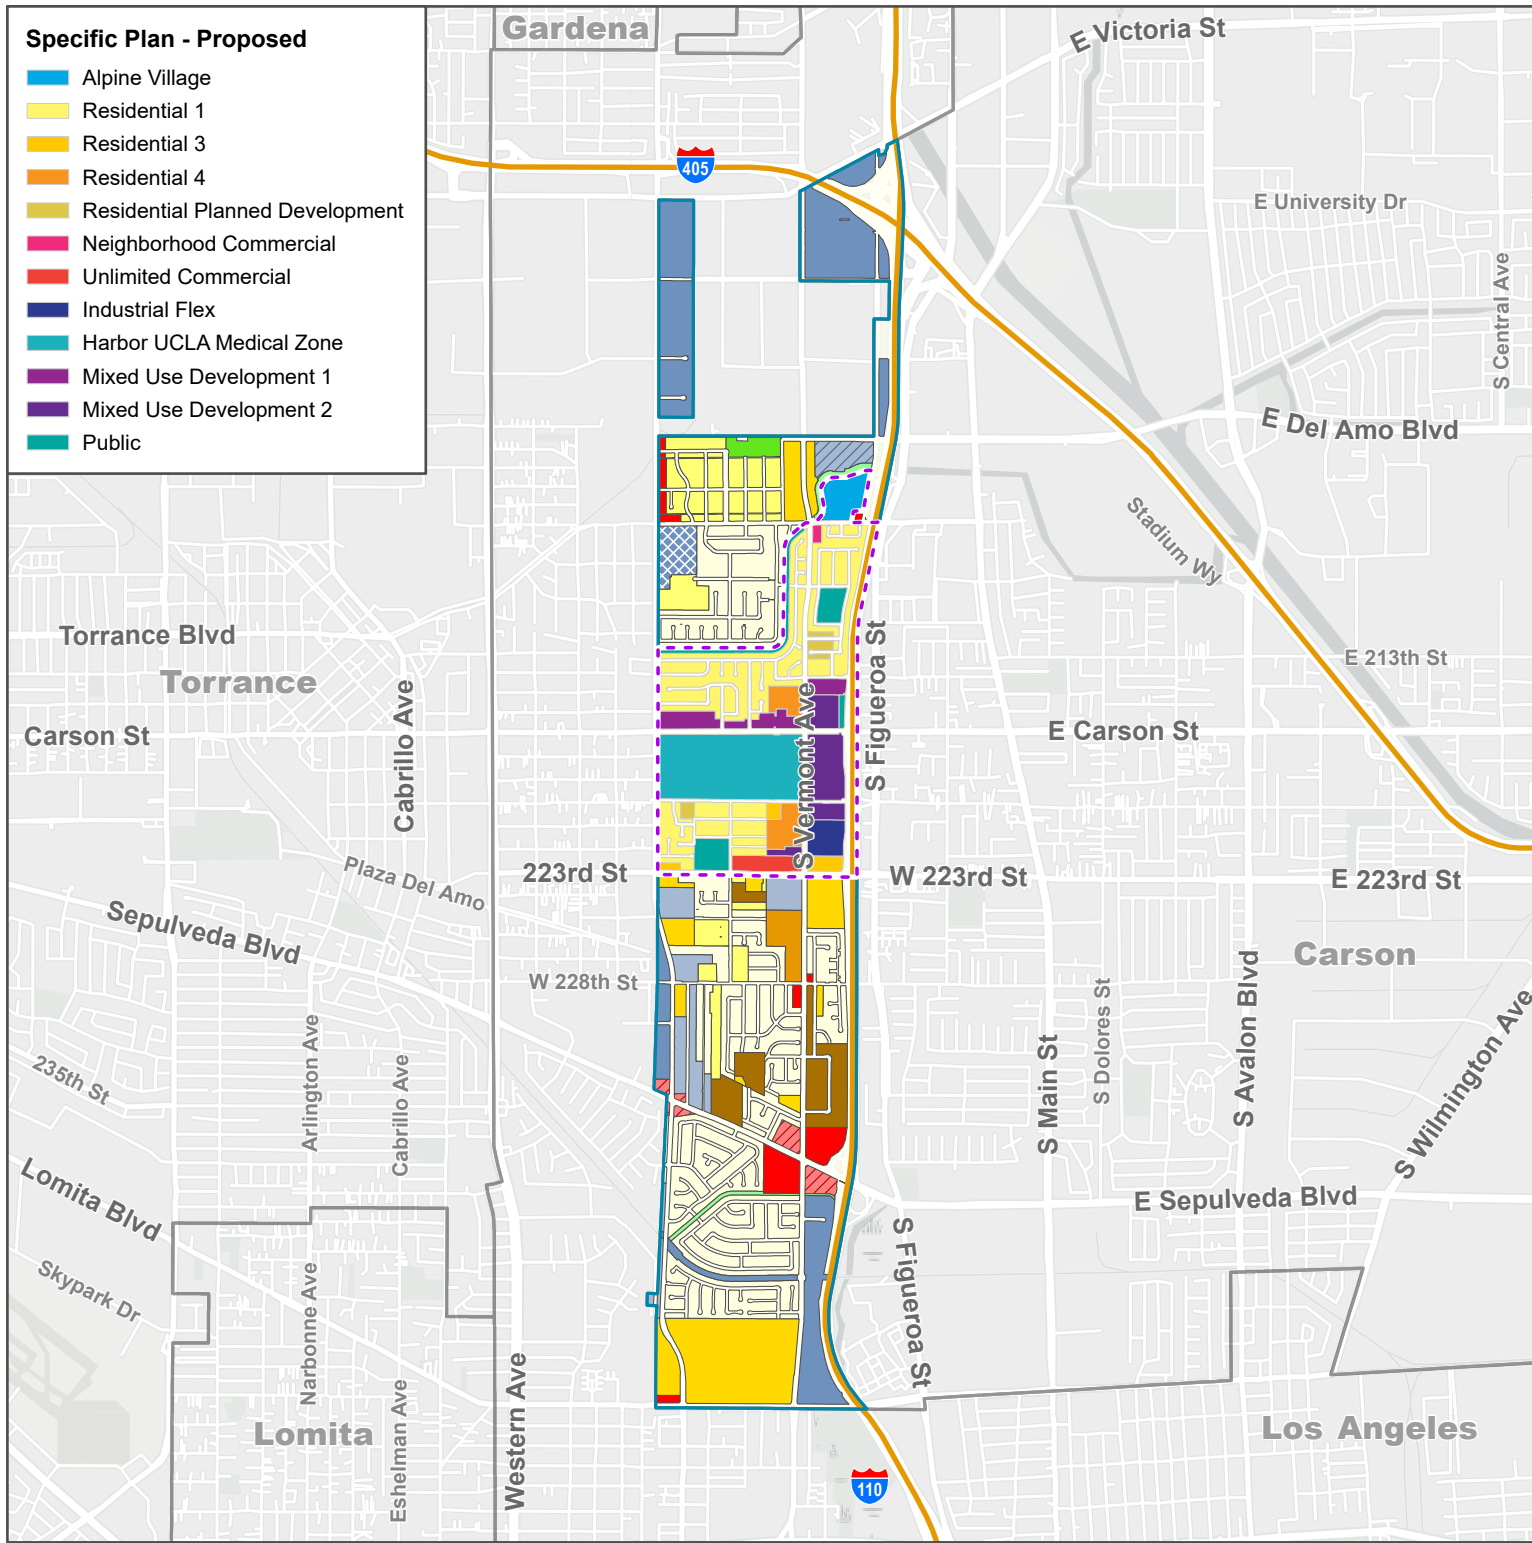 Specific Plan - Proposed
Alpine Village
Residential 1
Residential 3
Residential 4
Residential Planned Development
Neighborhood Commercial
Unlimited Commercial
Industrial Flex
Harbor UCLA Medical Zone
Mixed Use Development 1
Mixed Use Development 2
Public
Gardena
E Victoria St
405
E University Dr
S Central Ave
E Del Amo Blvd
Stadium Wy
Torrance Blvd
Torrance
Carson St
Cabrillo Ave
S Figueroa St
E 213th St
E Carson St
S Vermont Ave
Plaza Del Amo
223rd St
W 223rd St
E 223rd St
Sepulveda Blvd
W 228th St
Carson
235th St
Arlington Ave
Cabrillo Ave
S Main St
S Dolores St
S Avalon Blvd
S Wilmington Ave
Lomita Blvd
E Sepulveda Blvd
Skypark Dr
Narbonne Ave
S Figueroa St
Eshelman Ave
Western Ave
Lomita
Los Angeles
110